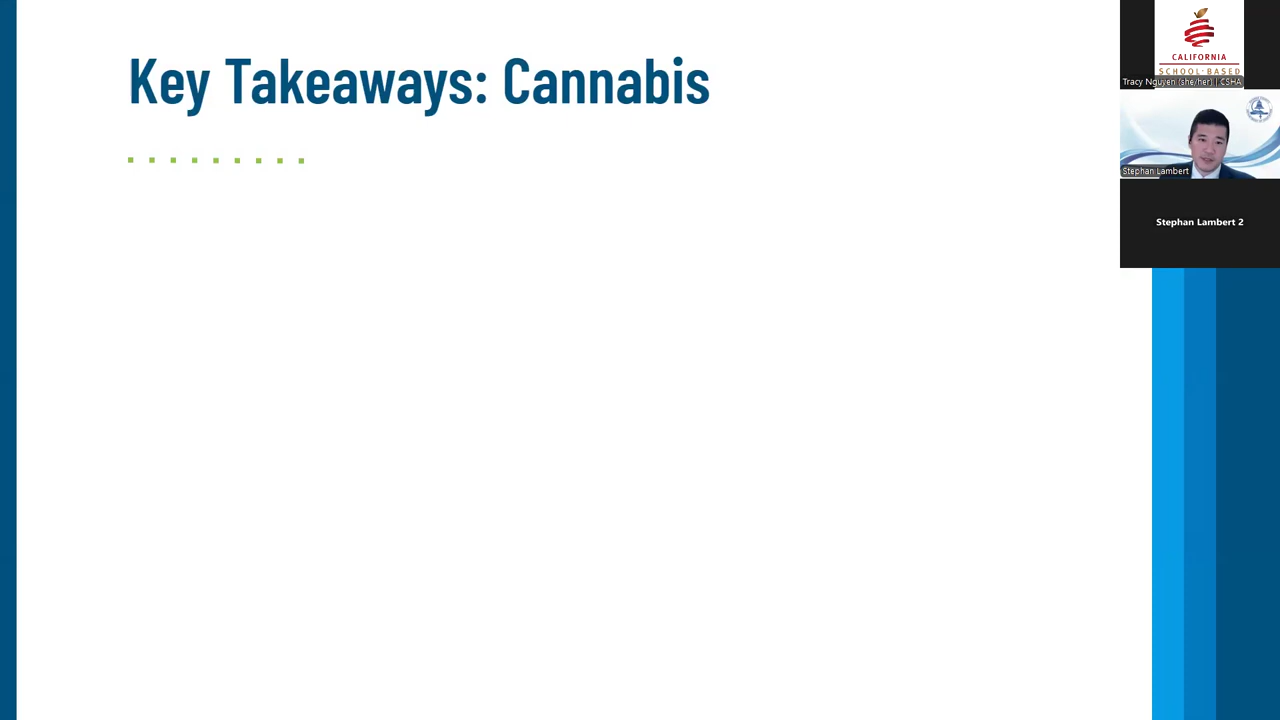 Key Takeaways: Cannabis
CALIFORNIA
SCHOOL-BASED
Tracy Nguyen (she/her) | CSHA
Stephan Lambert
Stephan Lambert 2